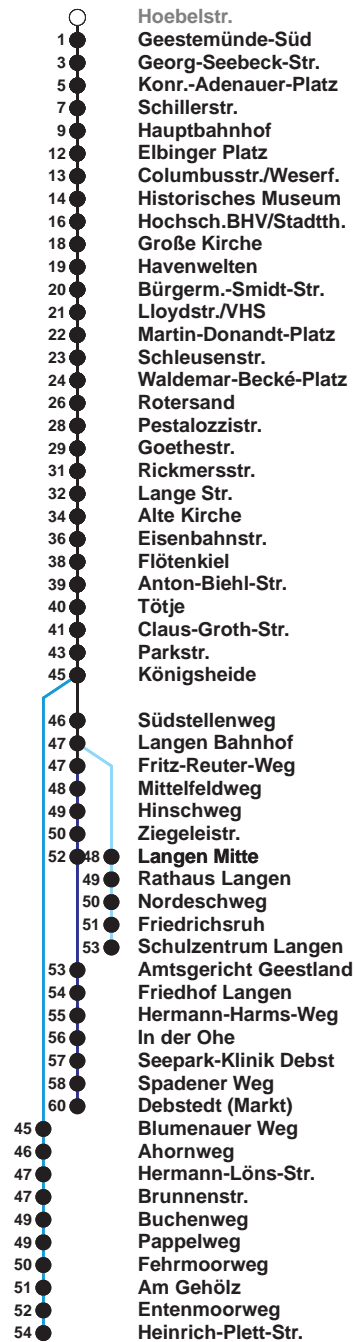 Hoebelstr.
1 Geestemünde-Süd
3 Georg-Seebeck-Str.
5 Konr.-Adenauer-Platz
7 Schillerstr.
9 Hauptbahnhof
12 Elbinger Platz
13 Columbusstr./Weserf.
14 Historisches Museum
16 Hochsch.BHV/Stadtth.
18 Große Kirche
19 Havenwelten
20 Bürgerm.-Smidt-Str.
21 Lloydstr./VHS
22 Martin-Donandt-Platz
23 Schleusenstr.
24 Waldemar-Becké-Platz
26 Rotersand
28 Pestalozzistr.
29 Goethestr.
31 Rickmersstr.
32 Lange Str.
34 Alte Kirche
36 Eisenbahnstr.
38 Flötenkiel
39 Anton-Biehl-Str.
40 Tötje
41 Claus-Groth-Str.
43 Parkstr.
45 Königsheide
46 Südstellenweg
47 Langen Bahnhof
47 Fritz-Reuter-Weg
48 Mittelfeldweg
49 Hinschweg
50 Ziegeleistr.
52 48 Langen Mitte
49 Rathaus Langen
50 Nordeschweg
51 Friedrichsruh
53 Schulzentrum Langen
53 Amtsgericht Geestland
54 Friedhof Langen
55 Hermann-Harms-Weg
56 In der Ohe
57 Seepark-Klinik Debst
58 Spadener Weg
60 Debstedt (Markt)
45 Blumenauer Weg
46 Ahornweg
47 Hermann-Löns-Str.
47 Brunnenstr.
49 Buchenweg
49 Pappelweg
50 Fehrmoorweg
51 Am Gehölz
52 Entenmoorweg
54 Heinrich-Plett-Str.